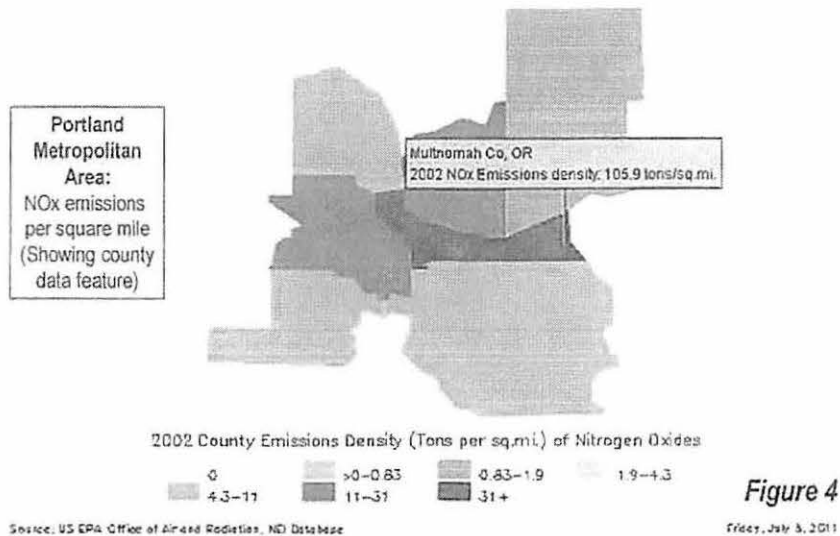 Portland
Metropolitan
Area:
NOx emissions
per square mile
(Showing county
data feature)
Multnomah Co, OR
2002 NOx Emissions density: 105.9 tons/sq.mi.
2002 County Emissions Density (Tons per sq.mi.) of Nitrogen Oxides
0 >0-0.83 0.83-1.9 1.9-4.3
4.3-11 11-31 31+
Figure 4
Source: US EPA Office of Air and Radiation, NEI Database
Friday, July 8, 2011